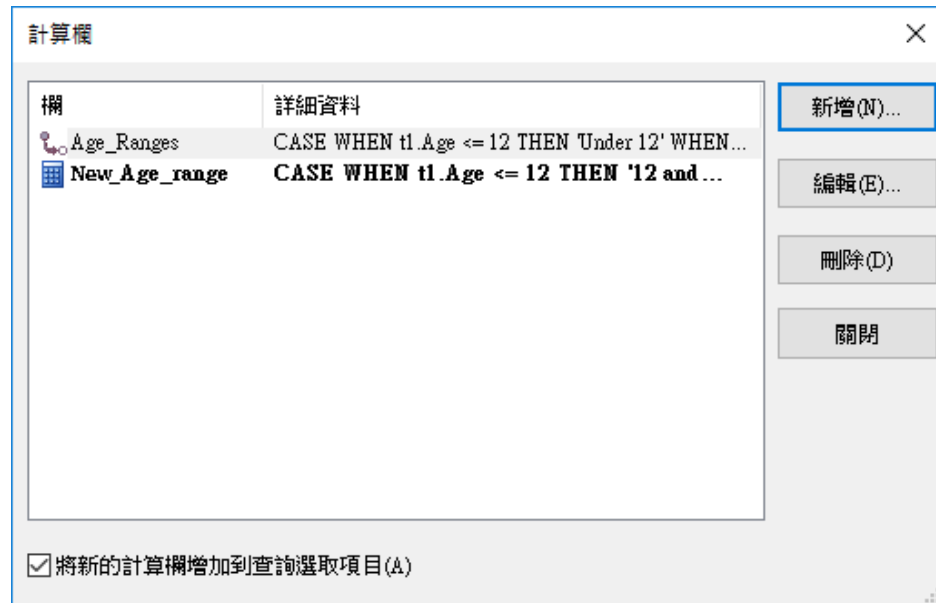 計算欄
欄 詳細資料
Age_Ranges CASE WHEN t1.Age <= 12 THEN 'Under 12' WHEN...
New_Age_range CASE WHEN t1.Age <= 12 THEN '12 and ...
新增(N)...
編輯(E)...
刪除(D)
關閉
將新的計算欄增加到查詢選取項目(A)